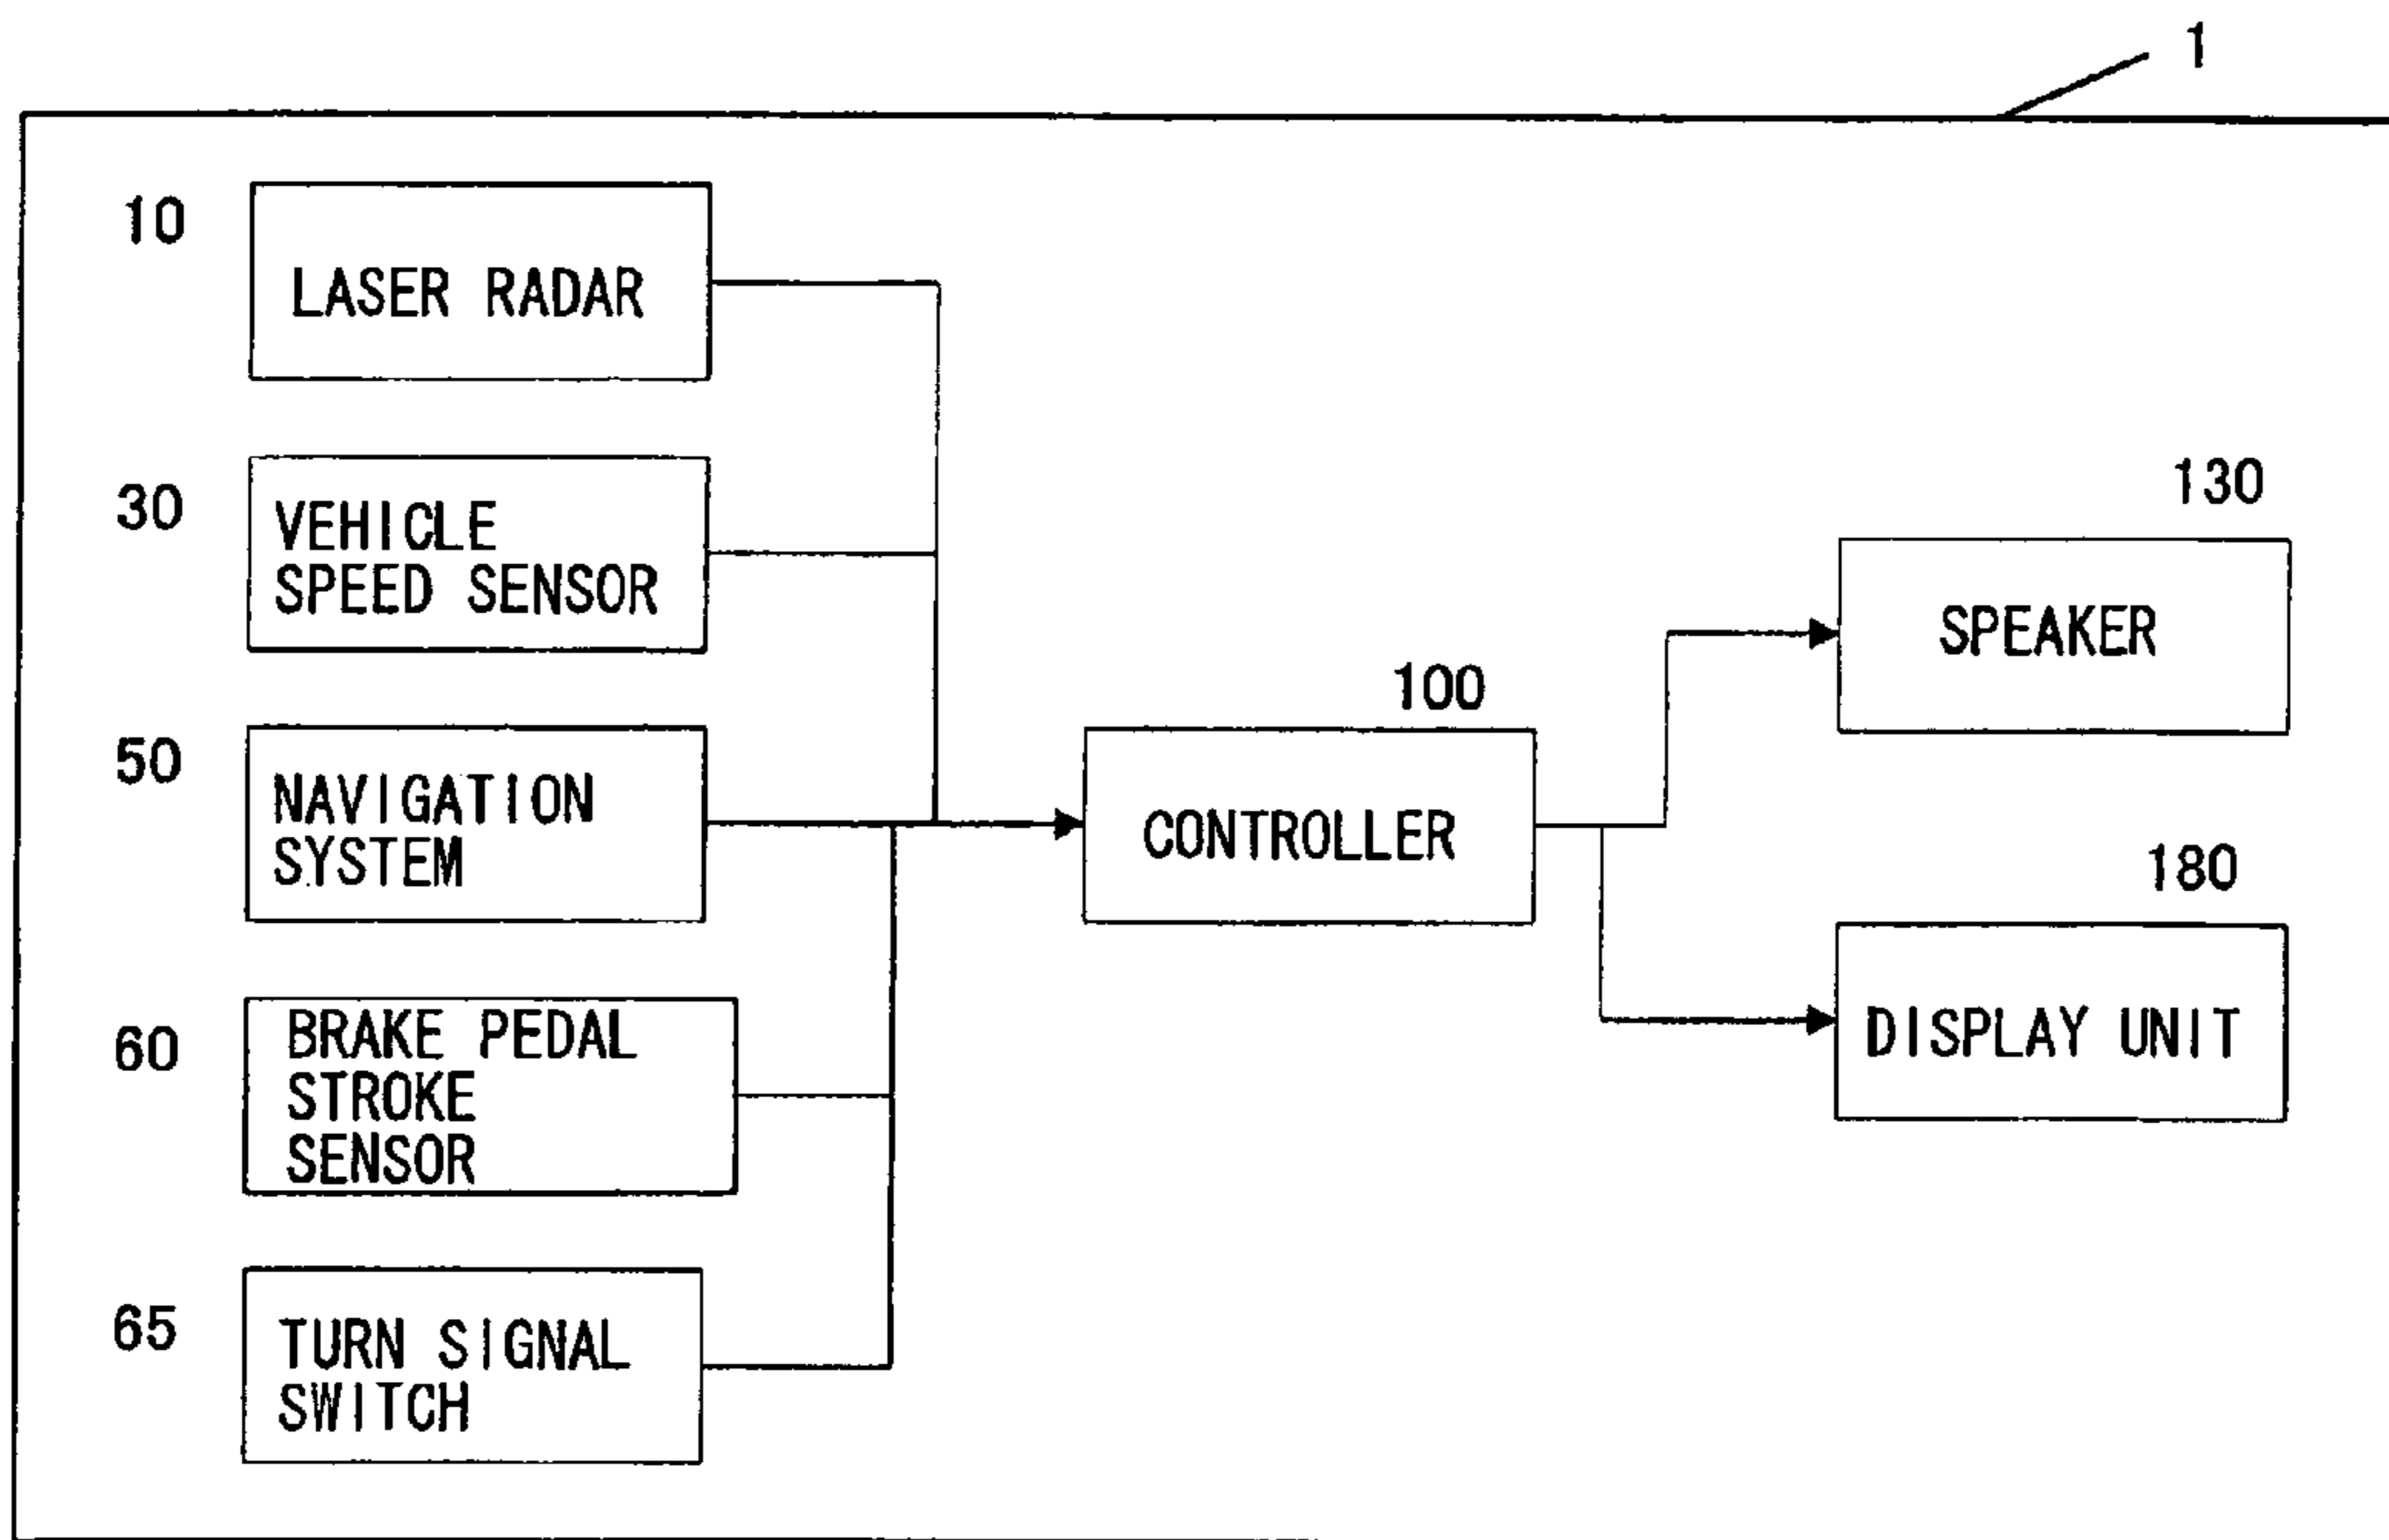 1
10
LASER RADAR
30
VEHICLE
SPEED SENSOR
50
NAVIGATION
SYSTEM
60
BRAKE PEDAL
STROKE
SENSOR
65
TURN SIGNAL
SWITCH
100
CONTROLLER
130
SPEAKER
180
DISPLAY UNIT